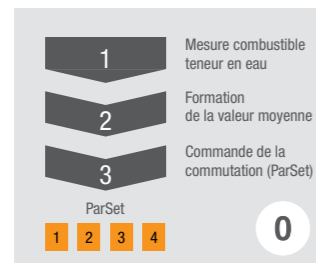 1
Mesure combustible
teneur en eau
2
Formation
de la valeur moyenne
3
Commande de la
commutation (ParSet)
ParSet
1 2 3 4
0